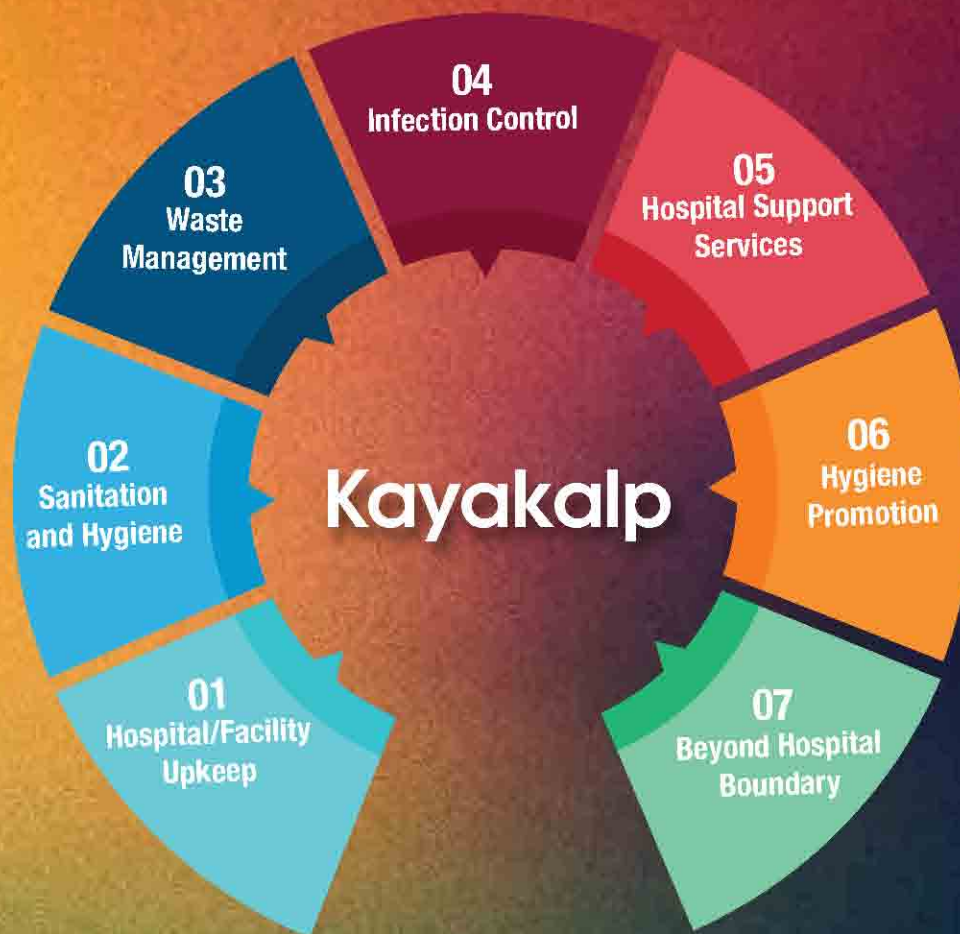 01
Hospital/Facility
Upkeep
02
Sanitation
and Hygiene
03
Waste
Management
04
Infection Control
05
Hospital Support
Services
06
Hygiene
Promotion
07
Beyond Hospital
Boundary
Kayakalp